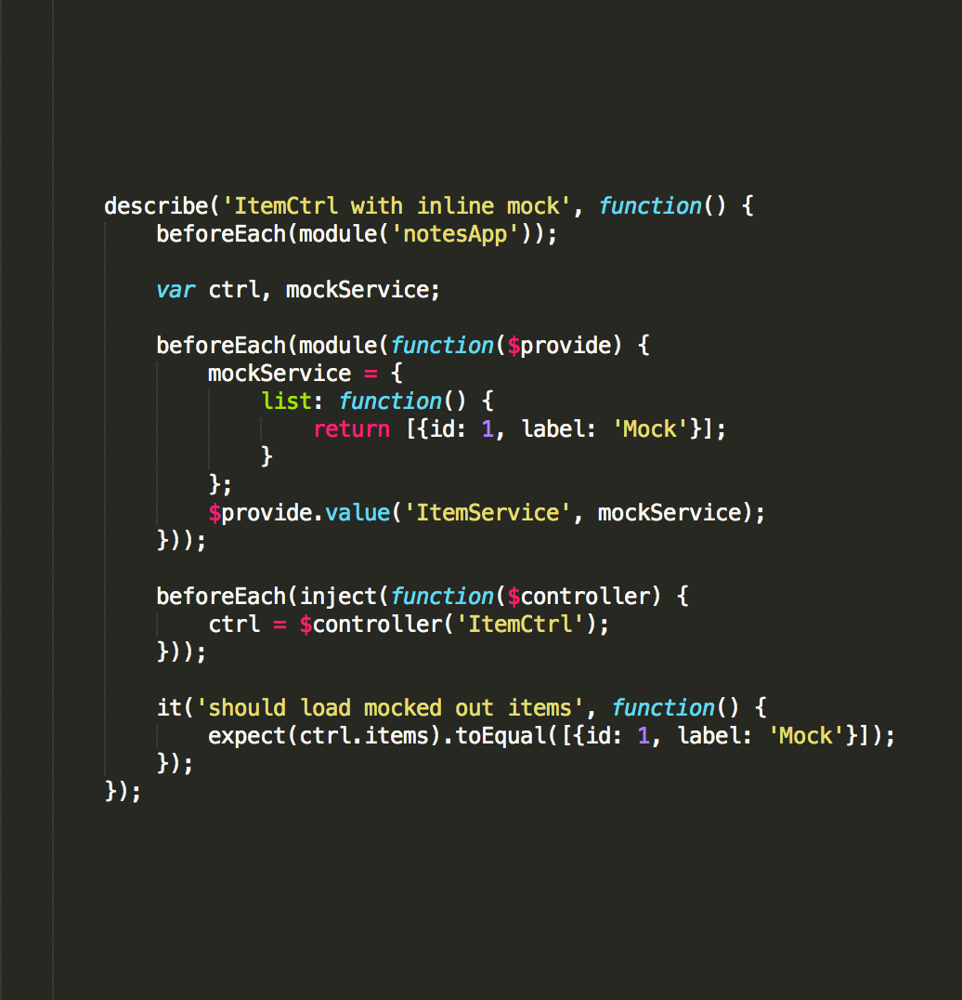 describe('ItemCtrl with inline mock', function() {
    beforeEach(module('notesApp'));

    var ctrl, mockService;

    beforeEach(module(function($provide) {
        mockService = {
            list: function() {
                return [{id: 1, label: 'Mock'}];
            }
        };
        $provide.value('ItemService', mockService);
    }));

    beforeEach(inject(function($controller) {
        ctrl = $controller('ItemCtrl');
    }));

    it('should load mocked out items', function() {
        expect(ctrl.items).toEqual([{id: 1, label: 'Mock'}]);
    });
});